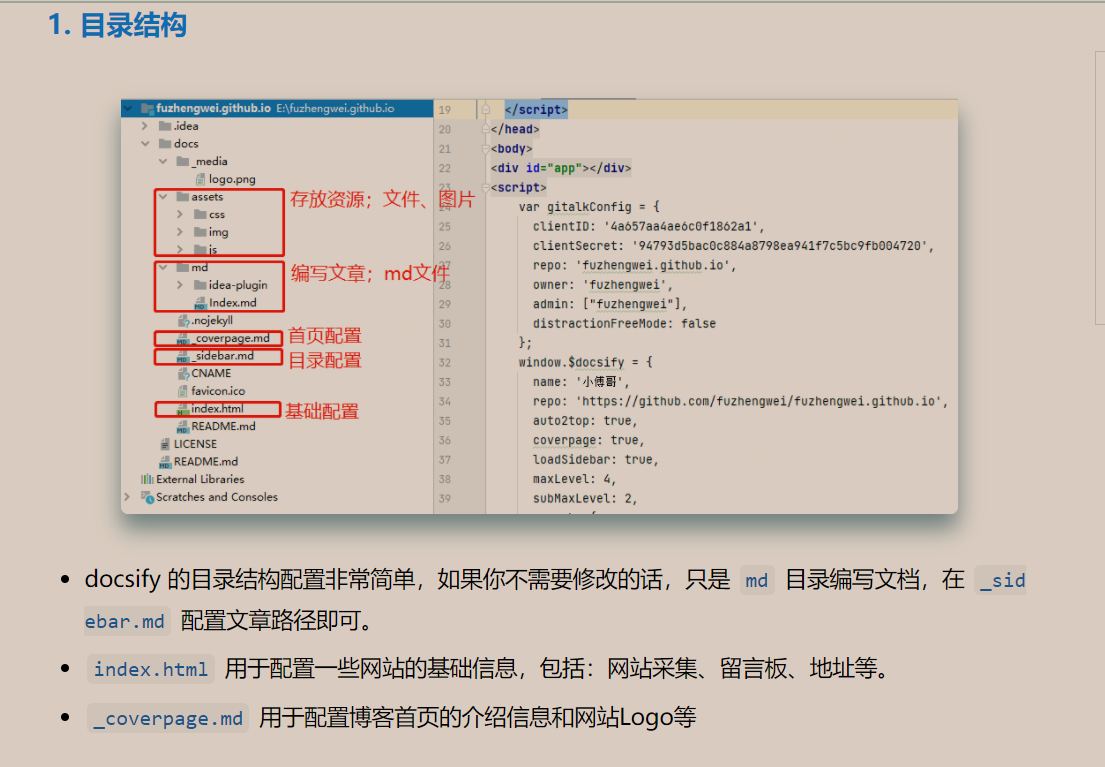 1. 目录结构
fuzhengwei.github.io E:\fuzhengwei.github.io
.idea
docs
_media
logo.png
assets
css
img
js
存放资源；文件、图片
md
idea-plugin
Index.md
编写文章；md文件
.nojekyll
_coverpage.md
首页配置
_sidebar.md
目录配置
CNAME
favicon.ico
index.html
基础配置
README.md
LICENSE
README.md
External Libraries
Scratches and Consoles
19 </script>
20 </head>
21 <body>
22 <div id="app"></div>
23 <script>
24 var gitalkConfig = {
25 clientID: '4a657aa4ae6c0f1862a1',
26 clientSecret: '94793d5bac0c884a8798ea941f7c5bc9fb004720',
27 repo: 'fuzhengwei.github.io',
28 owner: 'fuzhengwei',
29 admin: ["fuzhengwei"],
30 distractionFreeMode: false
31 };
32 window.$docsify = {
33 name: '小傅哥',
34 repo: 'https://github.com/fuzhengwei/fuzhengwei.github.io',
35 auto2top: true,
36 coverpage: true,
37 loadSidebar: true,
38 maxLevel: 4,
39 subMaxLevel: 2,
docsify 的目录结构配置非常简单，如果你不需要修改的话，只是 md 目录编写文档，在 _sid
ebar.md 配置文章路径即可。
index.html 用于配置一些网站的基础信息，包括：网站采集、留言板、地址等。
_coverpage.md 用于配置博客首页的介绍信息和网站Logo等